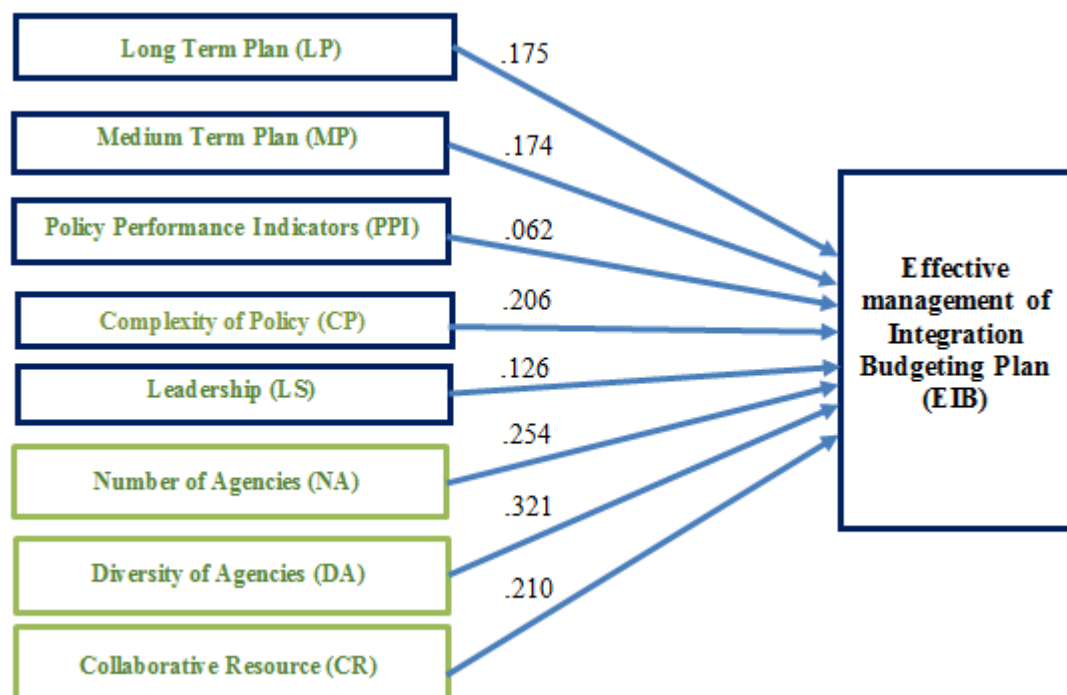 Long Term Plan (LP)
.175
Medium Term Plan (MP)
.174
Policy Performance Indicators (PPI)
.062
Complexity of Policy (CP)
.206
Leadership (LS)
.126
Number of Agencies (NA)
.254
Diversity of Agencies (DA)
.321
Collaborative Resource (CR)
.210
Effective
management of
Integration
Budgeting Plan
(EIB)